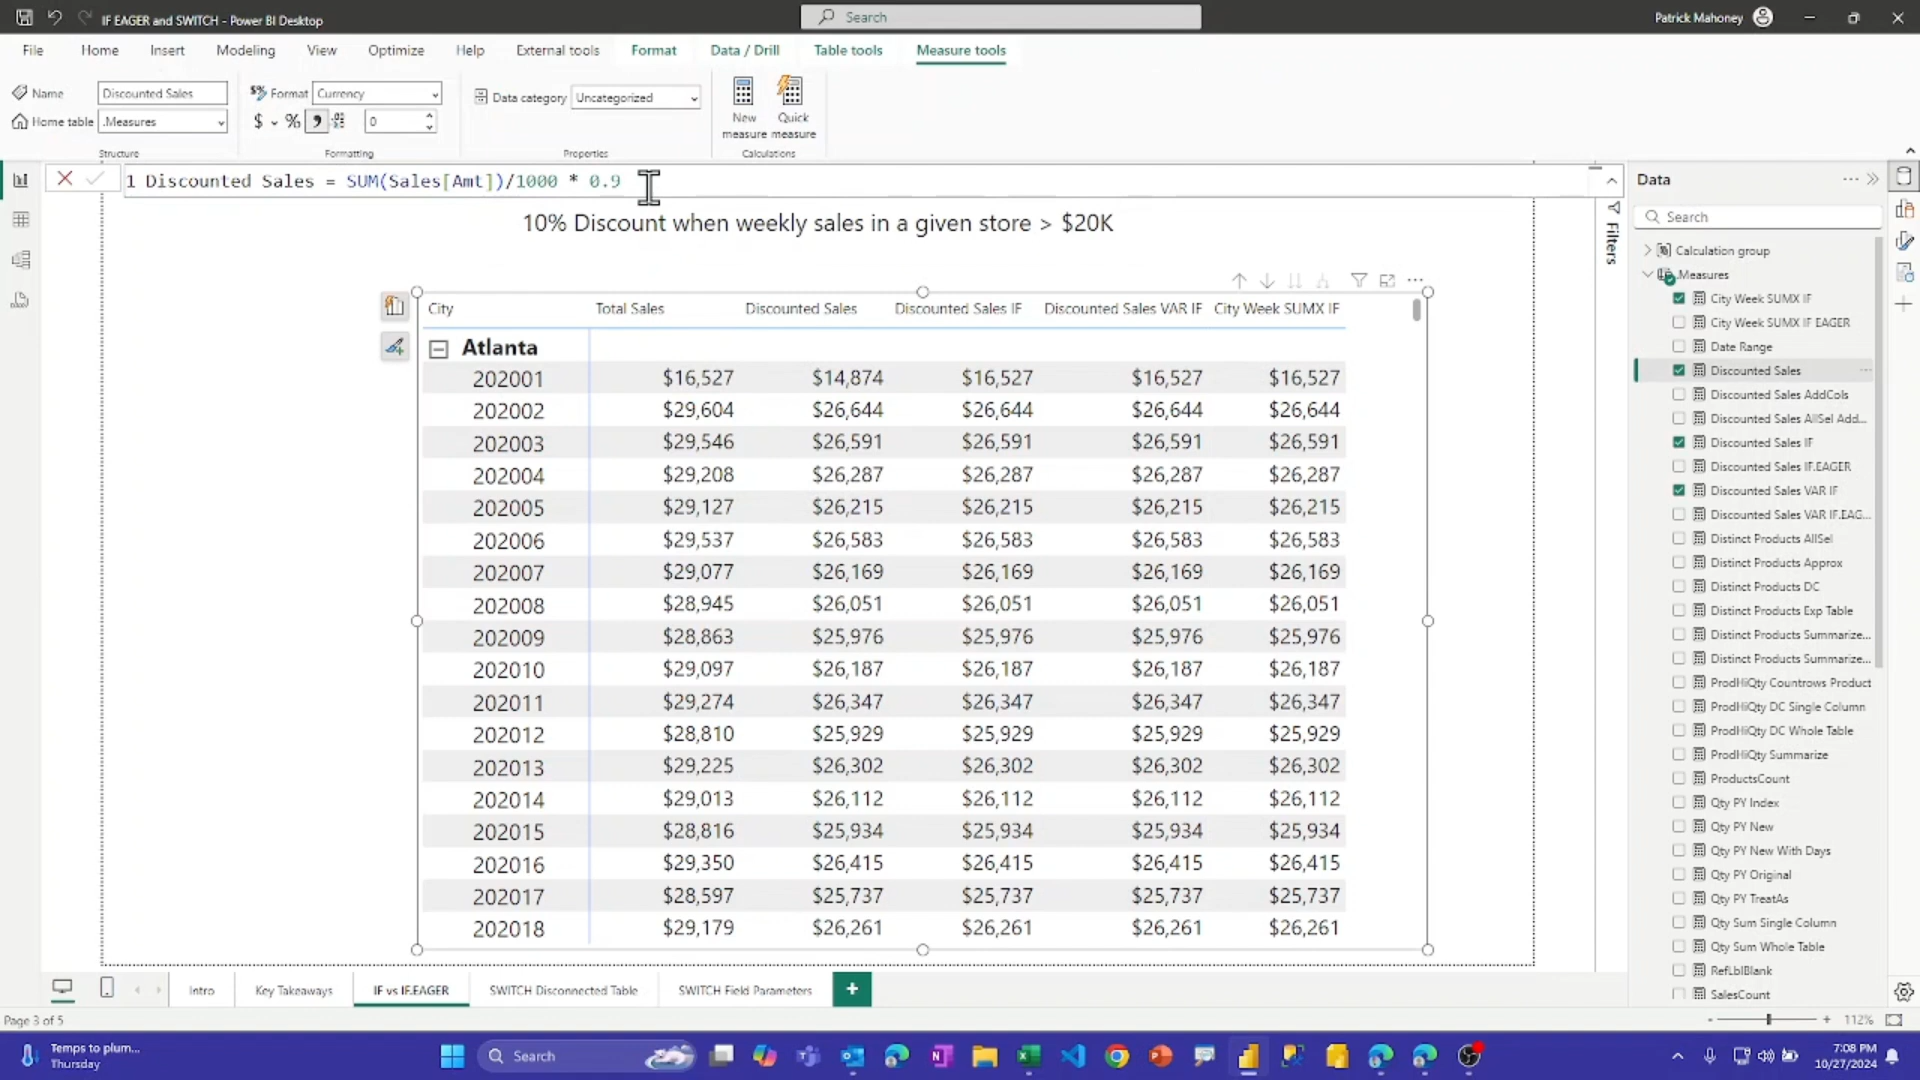 IF EAGER and SWITCH - Power BI Desktop
Search
Patrick Mahoney
File Home Insert Modeling View Optimize Help External tools Format Data / Drill Table tools Measure tools
Name Discounted Sales
Format Currency
Data category Uncategorized
Home table .Measures
$ % 0
New measure
Quick measure
Structure Formatting Properties Calculations
1 Discounted Sales = SUM(Sales[Amt])/1000 * 0.9
10% Discount when weekly sales in a given store > $20K
City Total Sales Discounted Sales Discounted Sales IF Discounted Sales VAR IF City Week SUMX IF
Atlanta
202001 $16,527 $14,874 $16,527 $16,527 $16,527
202002 $29,604 $26,644 $26,644 $26,644 $26,644
202003 $29,546 $26,591 $26,591 $26,591 $26,591
202004 $29,208 $26,287 $26,287 $26,287 $26,287
202005 $29,127 $26,215 $26,215 $26,215 $26,215
202006 $29,537 $26,583 $26,583 $26,583 $26,583
202007 $29,077 $26,169 $26,169 $26,169 $26,169
202008 $28,945 $26,051 $26,051 $26,051 $26,051
202009 $28,863 $25,976 $25,976 $25,976 $25,976
202010 $29,097 $26,187 $26,187 $26,187 $26,187
202011 $29,274 $26,347 $26,347 $26,347 $26,347
202012 $28,810 $25,929 $25,929 $25,929 $25,929
202013 $29,225 $26,302 $26,302 $26,302 $26,302
202014 $29,013 $26,112 $26,112 $26,112 $26,112
202015 $28,816 $25,934 $25,934 $25,934 $25,934
202016 $29,350 $26,415 $26,415 $26,415 $26,415
202017 $28,597 $25,737 $25,737 $25,737 $25,737
202018 $29,179 $26,261 $26,261 $26,261 $26,261
Filters
Data
Search
Calculation group
.Measures
City Week SUMX IF
City Week SUMX IF EAGER
Date Range
Discounted Sales
Discounted Sales AddCols
Discounted Sales AllSel Add...
Discounted Sales IF
Discounted Sales IF.EAGER
Discounted Sales VAR IF
Discounted Sales VAR IF.EAG...
Distinct Products AllSel
Distinct Products Approx
Distinct Products DC
Distinct Products Exp Table
Distinct Products Summarize...
Distinct Products Summarize...
ProdHiQty Countrows Product
ProdHiQty DC Single Column
ProdHiQty DC Whole Table
ProdHiQty Summarize
ProductsCount
Qty PY Index
Qty PY New
Qty PY New With Days
Qty PY Original
Qty PY TreatAs
Qty Sum Single Column
Qty Sum Whole Table
RefLblBlank
SalesCount
Intro Key Takeaways IF vs IF.EAGER SWITCH Disconnected Table SWITCH Field Parameters
Page 3 of 5
112%
Temps to plum...
Thursday
Search
7:08 PM
10/27/2024